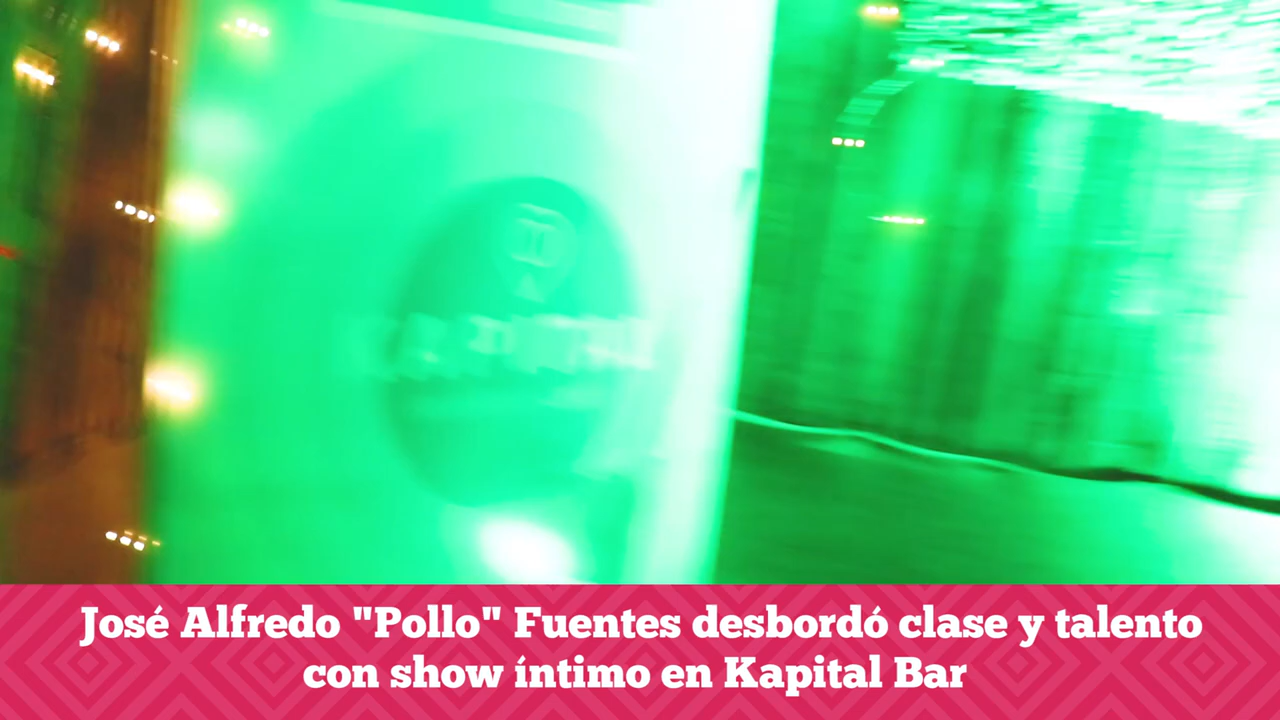 José Alfredo "Pollo" Fuentes desbordó clase y talento
con show íntimo en Kapital Bar